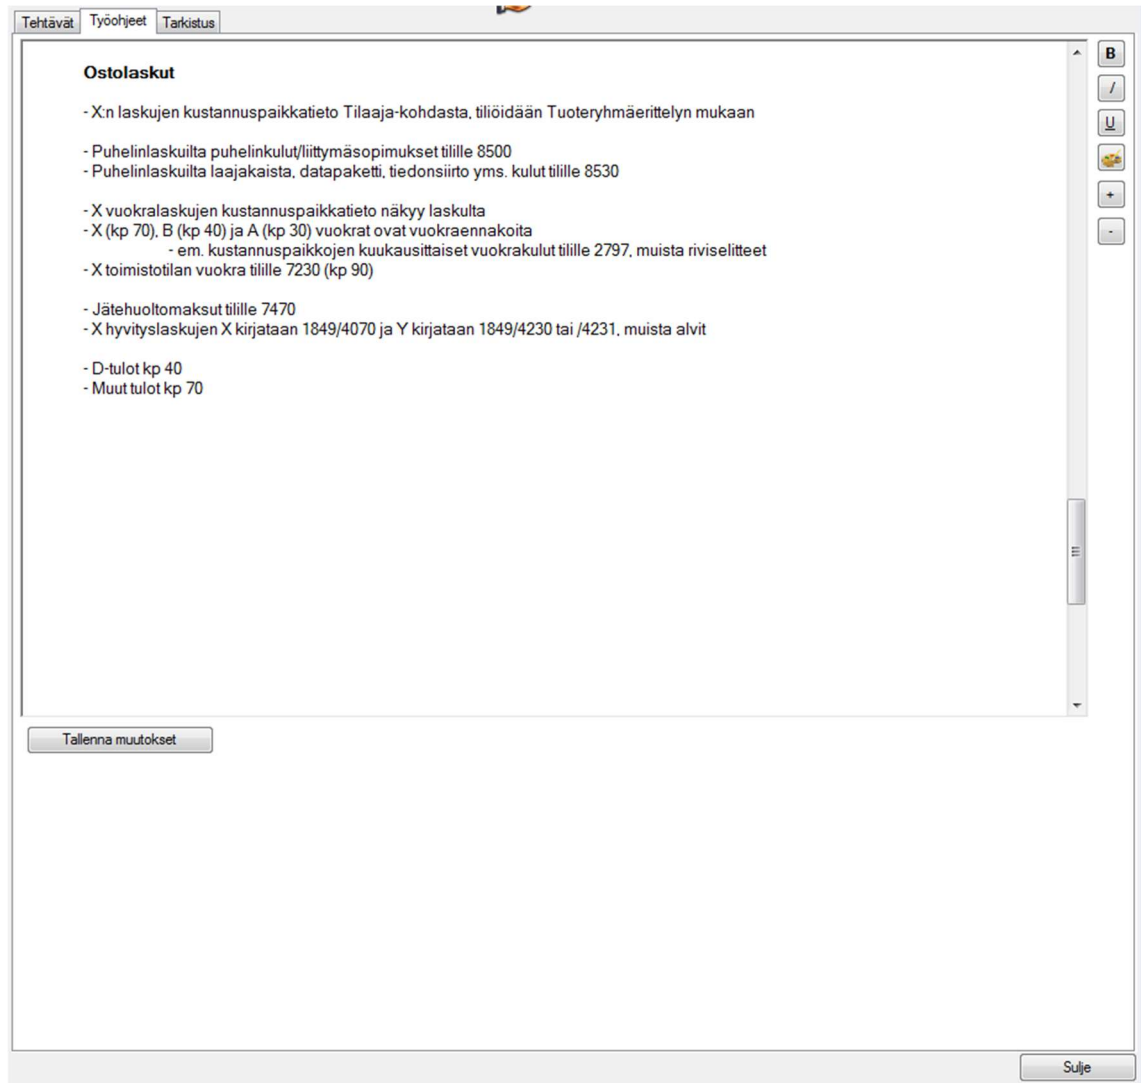 Tehtävät Työohjeet Tarkistus
Ostolaskut
- X:n laskujen kustannuspaikkatieto Tilaaja-kohdasta, tiliöidään Tuoteryhmäerittelyn mukaan
- Puhelinlaskuilta puhelinkulut/liittymäsopimukset tilille 8500
- Puhelinlaskuilta laajakaista, datapaketti, tiedonsiirto yms. kulut tilille 8530
- X vuokralaskujen kustannuspaikkatieto näkyy laskulta
- X (kp 70), B (kp 40) ja A (kp 30) vuokrat ovat vuokraennakoita
- em. kustannuspaikkojen kuukausittaiset vuokrakulut tilille 2797, muista riviselitteet
- X toimistotilan vuokra tilille 7230 (kp 90)
- Jätehuoltomaksut tilille 7470
- X hyvityslaskujen X kirjataan 1849/4070 ja Y kirjataan 1849/4230 tai /4231, muista alvit
- D-tulot kp 40
- Muut tulot kp 70
B
/
U
+
-
Tallenna muutokset
Sulje